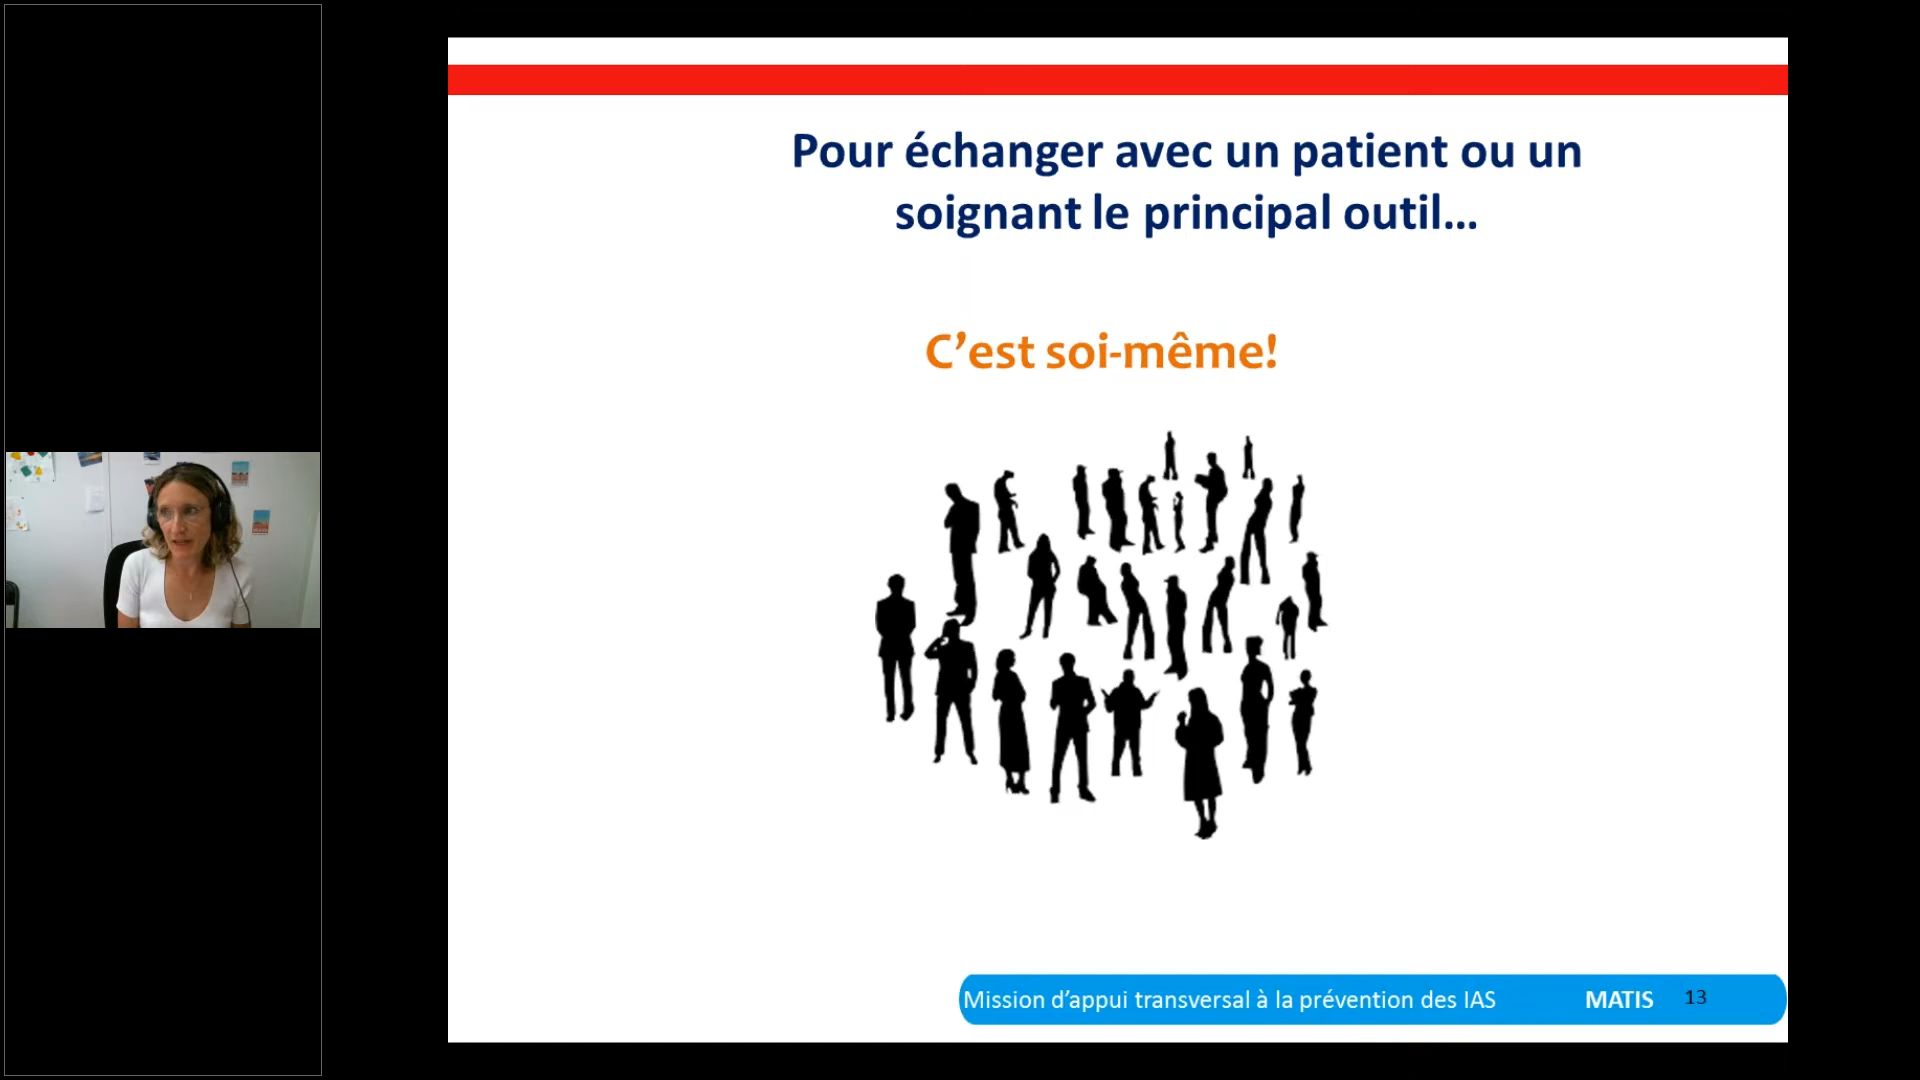 Pour échanger avec un patient ou un
soignant le principal outil...
C’est soi-même!
Mission d’appui transversal à la prévention des IAS MATIS 13